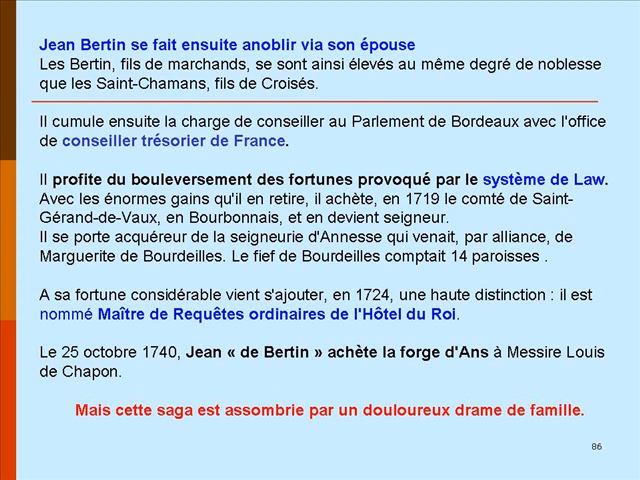 Jean Bertin se fait ensuite anoblir via son épouse
Les Bertin, fils de marchands, se sont ainsi élevés au même degré de noblesse
que les Saint-Chamans, fils de Croisés.
Il cumule ensuite la charge de conseiller au Parlement de Bordeaux avec l'office
de conseiller trésorier de France.
Il profite du bouleversement des fortunes provoqué par le système de Law.
Avec les énormes gains qu'il en retire, il achète, en 1719 le comté de Saint-
Gérand-de-Vaux, en Bourbonnais, et en devient seigneur.
Il se porte acquéreur de la seigneurie d'Annesse qui venait, par alliance, de
Marguerite de Bourdeilles. Le fief de Bourdeilles comptait 14 paroisses .
A sa fortune considérable vient s'ajouter, en 1724, une haute distinction : il est
nommé Maître de Requêtes ordinaires de l'Hôtel du Roi.
Le 25 octobre 1740, Jean « de Bertin » achète la forge d'Ans à Messire Louis
de Chapon.
Mais cette saga est assombrie par un douloureux drame de famille.
86